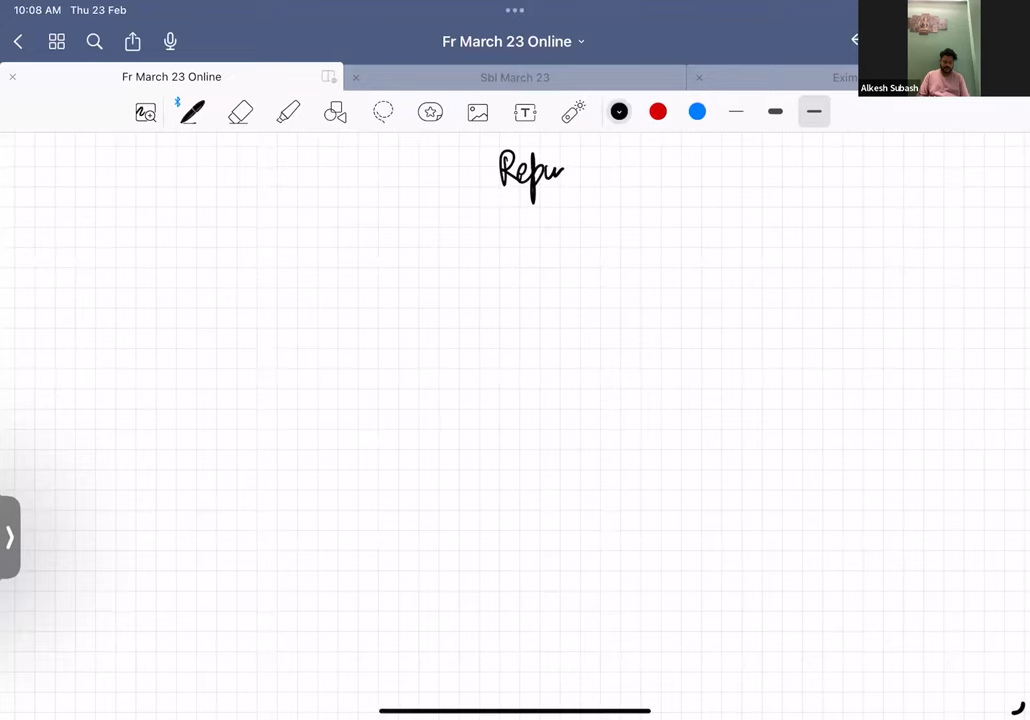 10:08 AM Thu 23 Feb
Fr March 23 Online
Alkesh Subash
Fr March 23 Online
Sbl March 23
Exim
T
Repu